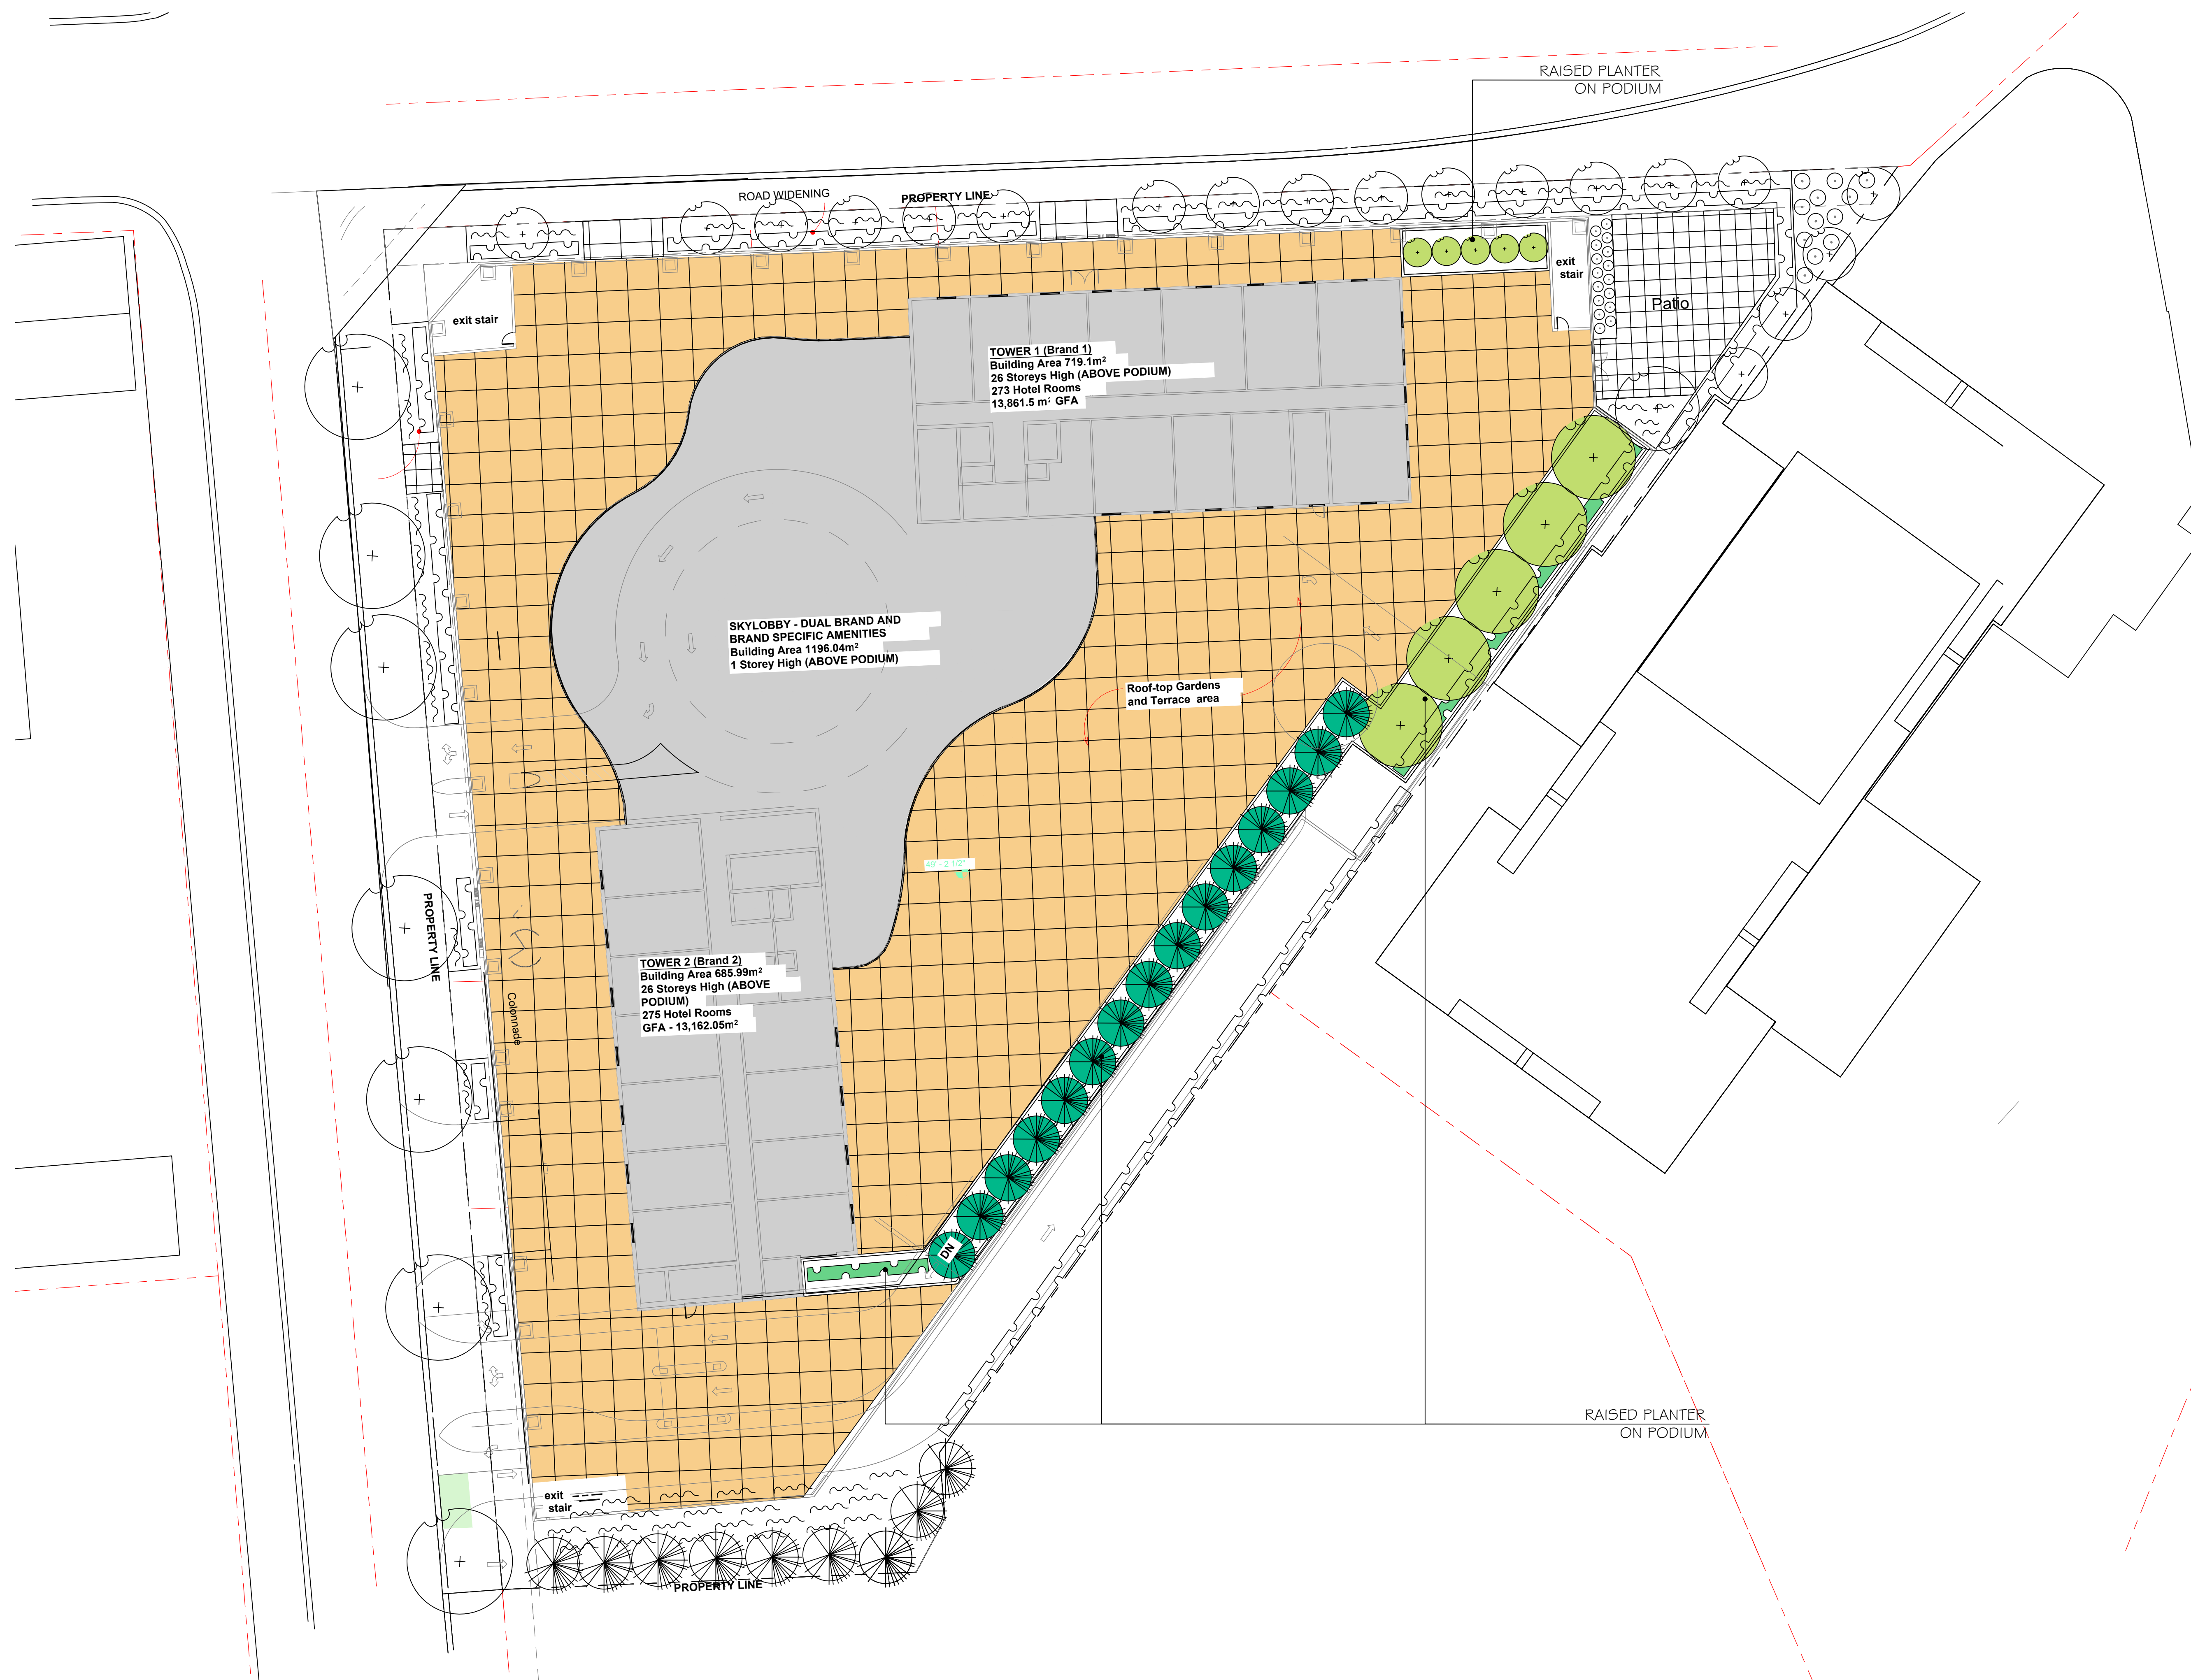 RAISED PLANTER
ON PODIUM
ROAD WIDENING
PROPERTY LINE
exit
stair
exit stair
Patio
TOWER 1 (Brand 1)
Building Area 719.1m²
26 Storeys High (ABOVE PODIUM)
273 Hotel Rooms
13,861.5 m² GFA
SKYLOBBY - DUAL BRAND AND
BRAND SPECIFIC AMENITIES
Building Area 1196.04m²
1 Storey High (ABOVE PODIUM)
Roof-top Gardens
and Terrace area
49' - 2 1/2"
PROPERTY LINE
Colonnade
TOWER 2 (Brand 2)
Building Area 685.99m²
26 Storeys High (ABOVE
PODIUM)
275 Hotel Rooms
GFA - 13,162.05m²
DN
RAISED PLANTER
ON PODIUM
exit
stair
PROPERTY LINE